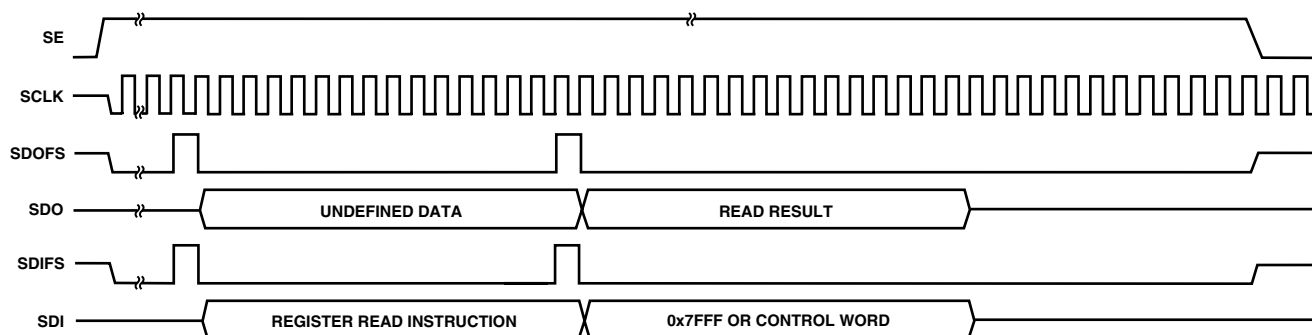 SE
SCLK
SDOFS
SDO
UNDEFINED DATA
READ RESULT
SDIFS
SDI
REGISTER READ INSTRUCTION
0x7FFF OR CONTROL WORD